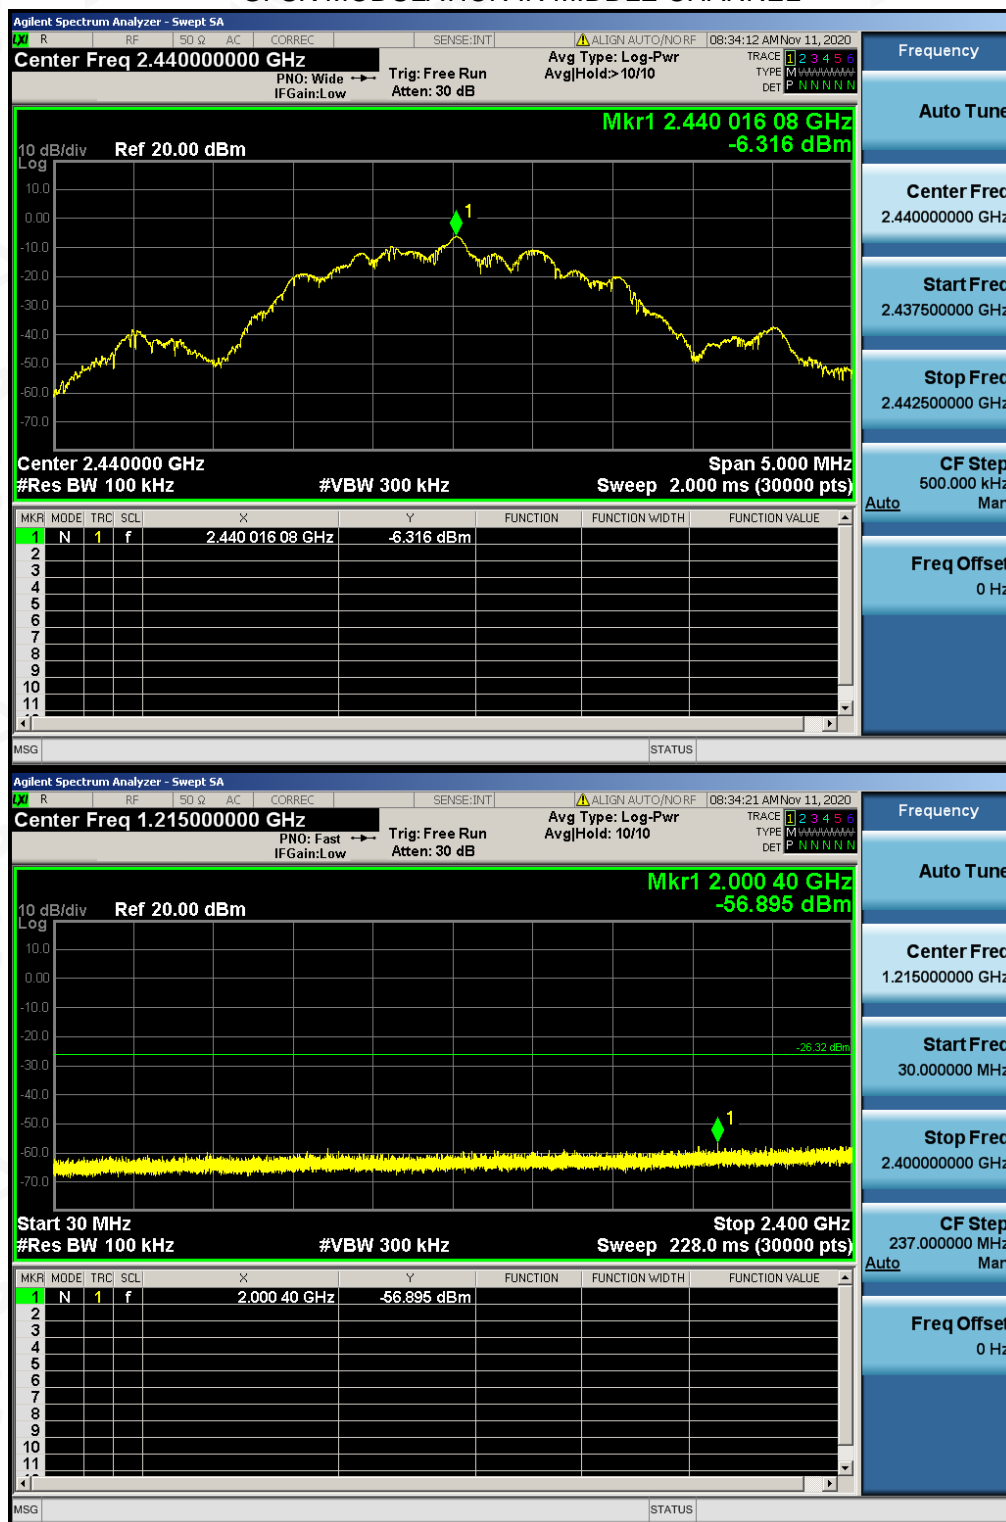 GFSK MODULATION IN MIDDLE CHANNEL
Agilent Spectrum Analyzer - Swept SA
LXI R RF 50 Ω AC CORREC SENSE:INT ALIGN AUTO/NO RF 08:34:12 AM Nov 11, 2020
Center Freq 2.440000000 GHz
PNO: Wide
IFGain:Low
Trig: Free Run
Atten: 30 dB
Avg Type: Log-Pwr
Avg|Hold:>10/10
TRACE 1 2 3 4 5 6
TYPE M
DET P N N N N N
Mkr1 2.440 016 08 GHz
-6.316 dBm
10 dB/div Ref 20.00 dBm
Log
10.0
0.00
-10.0
-20.0
-30.0
-40.0
-50.0
-60.0
-70.0
1
Center 2.440000 GHz Span 5.000 MHz
#Res BW 100 kHz #VBW 300 kHz Sweep 2.000 ms (30000 pts)
MKR MODE TRC SCL X Y FUNCTION FUNCTION WIDTH FUNCTION VALUE
1 N 1 f 2.440 016 08 GHz -6.316 dBm
2
3
4
5
6
7
8
9
10
11
MSG STATUS
Frequency
Auto Tune
Center Freq
2.440000000 GHz
Start Freq
2.437500000 GHz
Stop Freq
2.442500000 GHz
CF Step
500.000 kHz
Auto Man
Freq Offset
0 Hz
Agilent Spectrum Analyzer - Swept SA
LXI R RF 50 Ω AC CORREC SENSE:INT ALIGN AUTO/NO RF 08:34:21 AM Nov 11, 2020
Center Freq 1.215000000 GHz
PNO: Fast
IFGain:Low
Trig: Free Run
Atten: 30 dB
Avg Type: Log-Pwr
Avg|Hold: 10/10
TRACE 1 2 3 4 5 6
TYPE M
DET P N N N N N
Mkr1 2.000 40 GHz
-56.895 dBm
10 dB/div Ref 20.00 dBm
Log
10.0
0.00
-10.0
-20.0
-30.0
-40.0
-50.0
-60.0
-70.0
-26.32 dBm
1
Start 30 MHz Stop 2.400 GHz
#Res BW 100 kHz #VBW 300 kHz Sweep 228.0 ms (30000 pts)
MKR MODE TRC SCL X Y FUNCTION FUNCTION WIDTH FUNCTION VALUE
1 N 1 f 2.000 40 GHz -56.895 dBm
2
3
4
5
6
7
8
9
10
11
MSG STATUS
Frequency
Auto Tune
Center Freq
1.215000000 GHz
Start Freq
30.000000 MHz
Stop Freq
2.400000000 GHz
CF Step
237.000000 MHz
Auto Man
Freq Offset
0 Hz